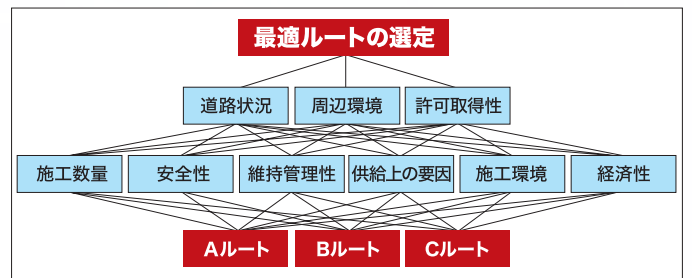 最適ルートの選定
道路状況
周辺環境
許可取得性
施工数量
安全性
維持管理性
供給上の要因
施工環境
経済性
Aルート
Bルート
Cルート